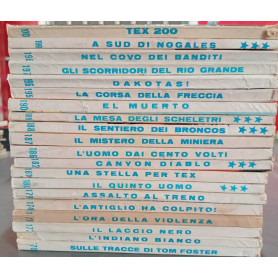 200 TEX 200
198 A SUD DI NOGALES
NEL COVO DEI BANDITI
GLI SCORRIDORI DEL RIO GRANDE
DAKOTAS!
LA CORSA DELLA FRECCIA
EL MUERTO
LA MESA DEGLI SCHELETRI
IL SENTIERO DEI BRONCOS
IL MISTERO DELLA MINIERA
L'UOMO DAI CENTO VOLTI
CANYON DIABLO
UNA STELLA PER TEX
IL QUINTO UOMO
ASSALTO AL TRENO
L'ARTIGLIO HA COLPITO!
L'ORA DELLA VIOLENZA
IL LACCIO NERO
L'INDIANO BIANCO
SULLE TRACCE DI TOM FOSTER